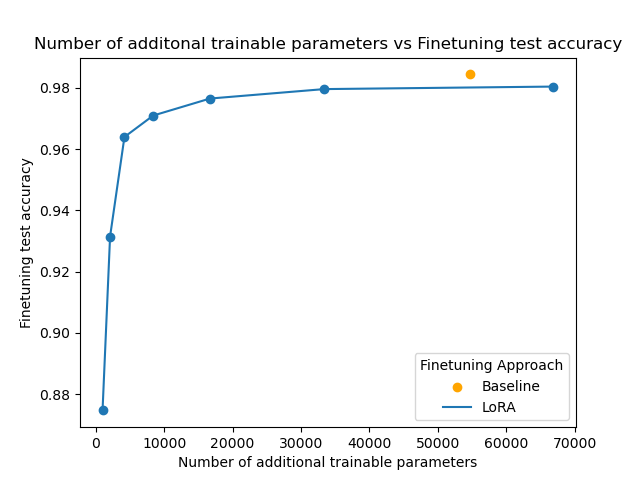 Number of additonal trainable parameters vs Finetuning test accuracy
Finetuning test accuracy
0.98
0.96
0.94
0.92
0.90
0.88
Finetuning Approach
Baseline
LoRA
0 10000 20000 30000 40000 50000 60000 70000
Number of additional trainable parameters